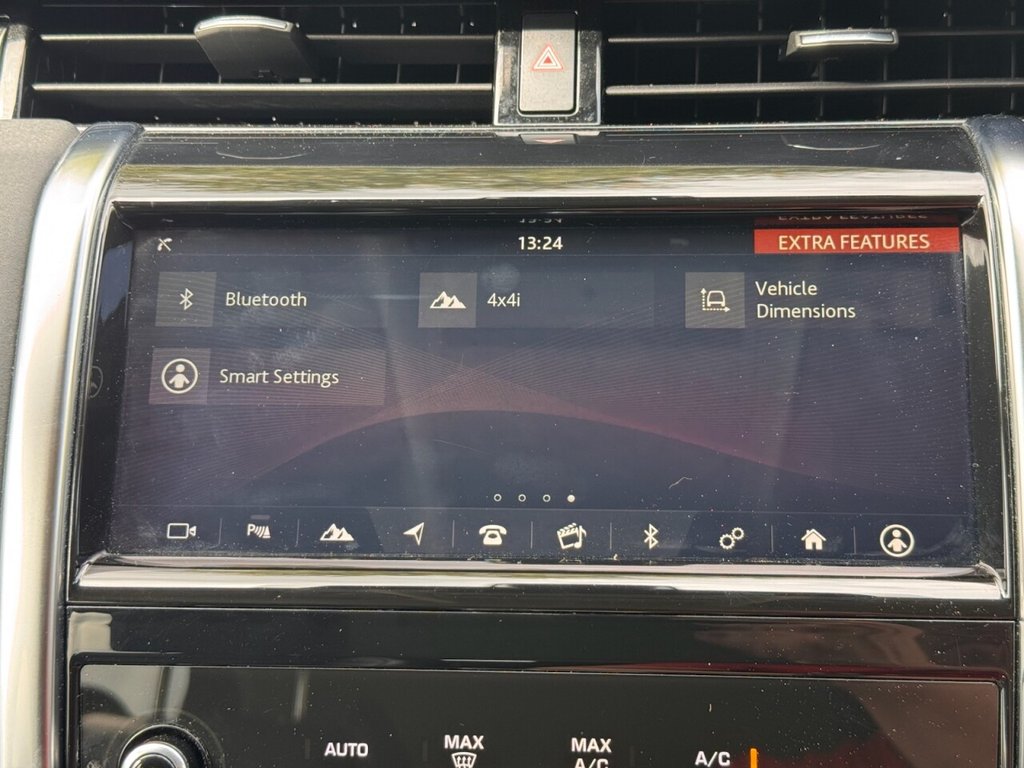 13:24
EXTRA FEATURES
Bluetooth
4x4i
Vehicle
Dimensions
Smart Settings
P
AUTO
MAX
MAX
A/C
A/C